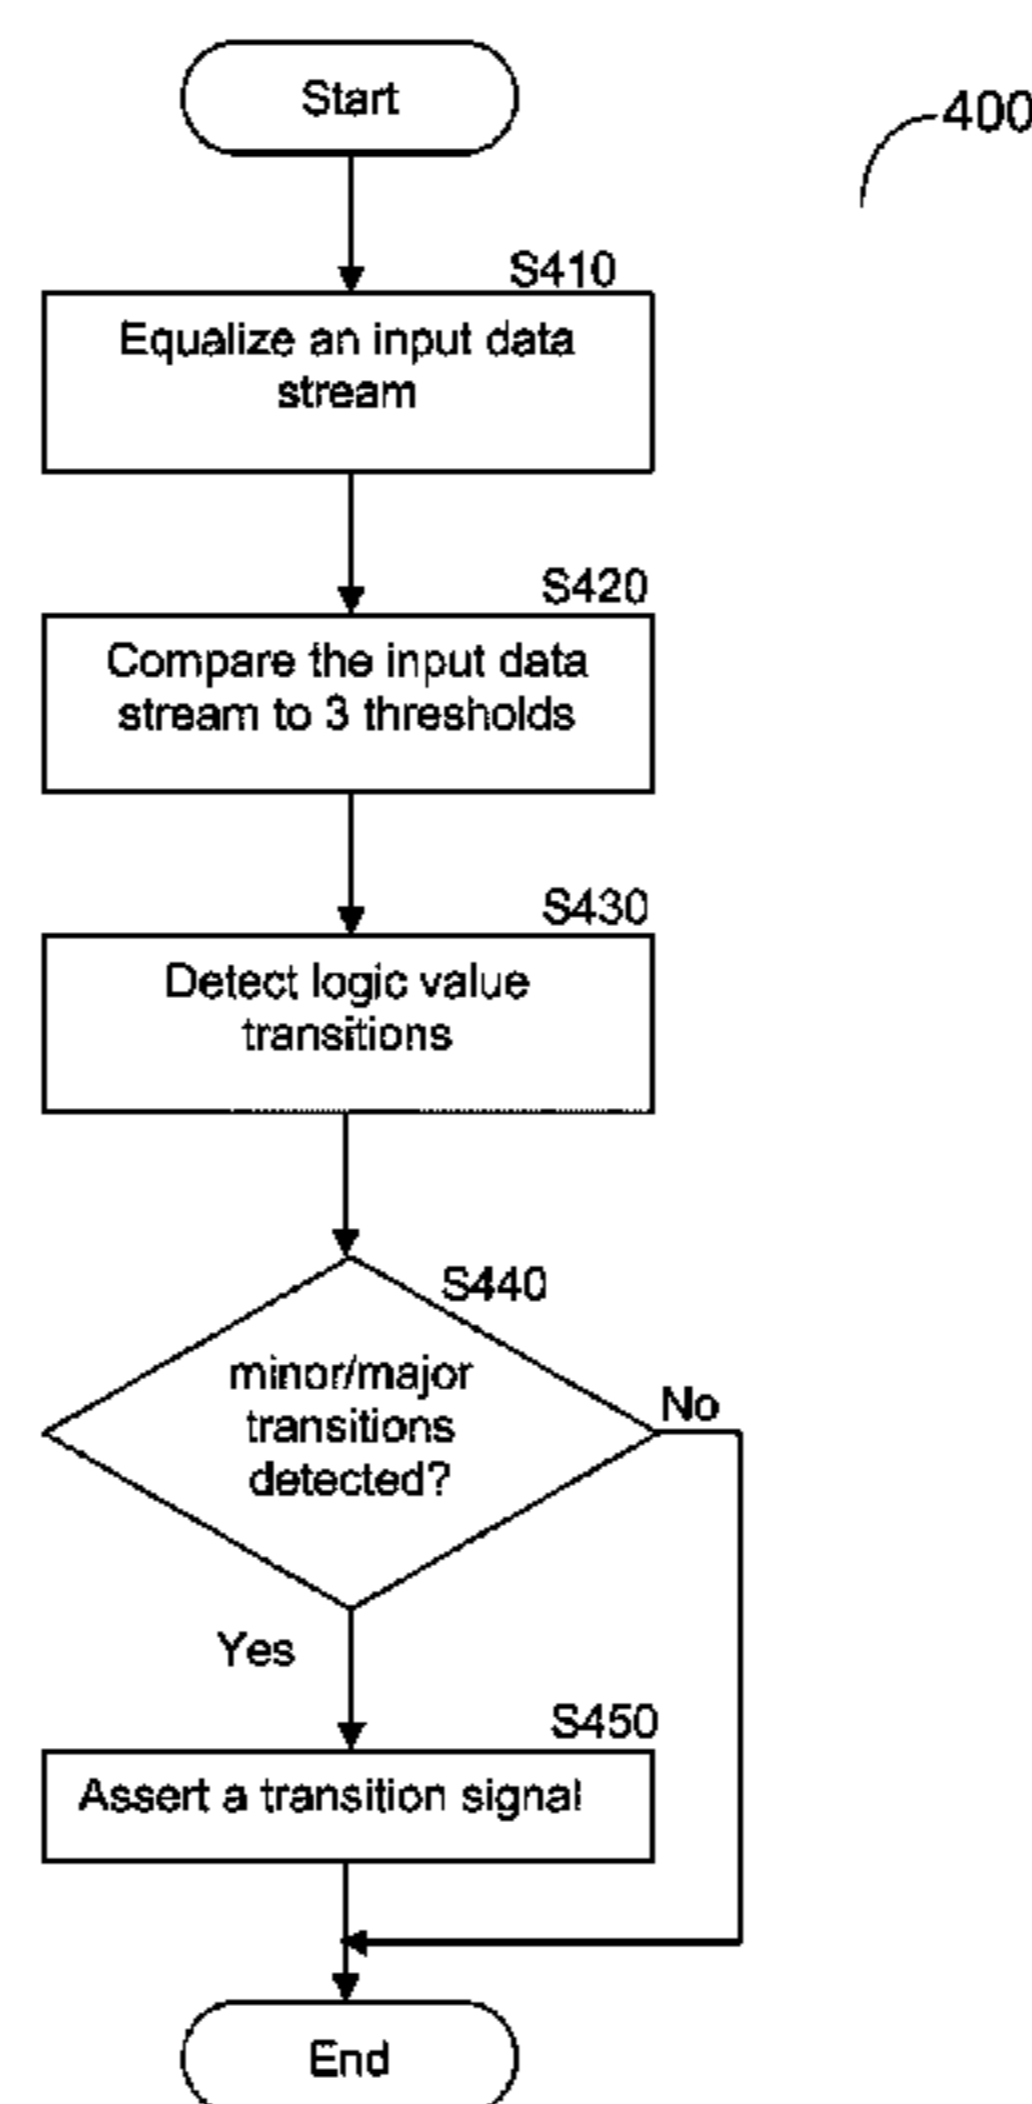 Start
400
S410
Equalize an input data
stream
S420
Compare the input data
stream to 3 thresholds
S430
Detect logic value
transitions
S440
minor/major
transitions
detected?
No
Yes
S450
Assert a transition signal
End